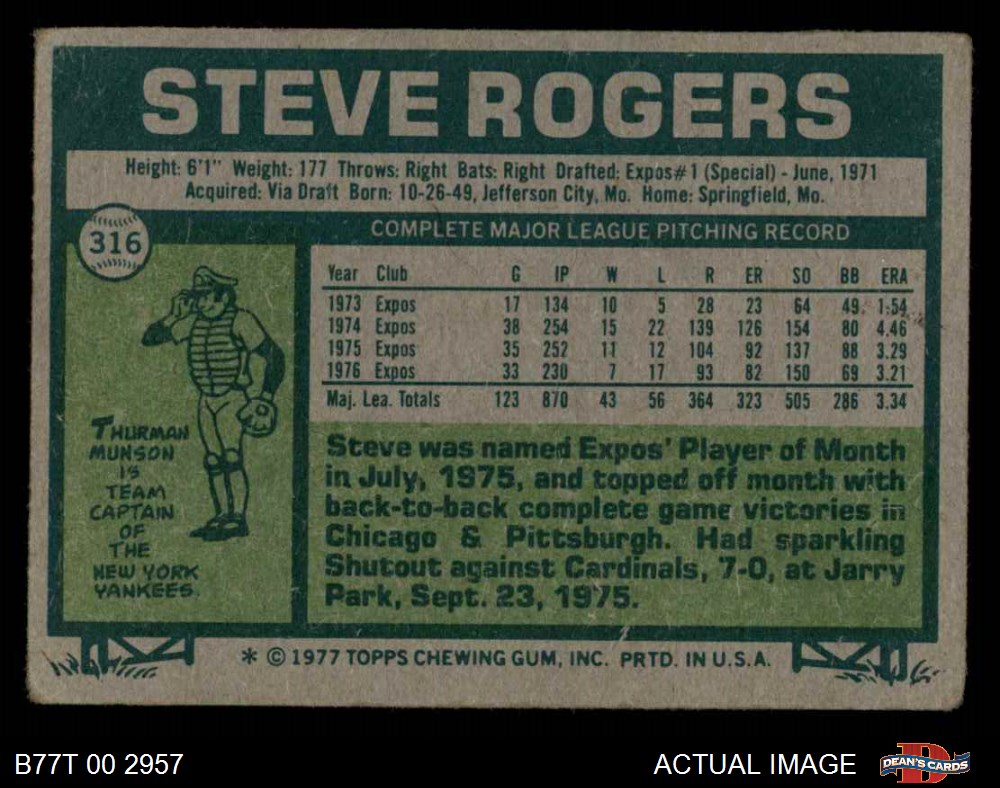 STEVE ROGERS
Height: 6'1" Weight: 177 Throws: Right Bats: Right Drafted: Expos#1 (Special) - June, 1971
Acquired: Via Draft Born: 10-26-49, Jefferson City, Mo. Home: Springfield, Mo.
316
COMPLETE MAJOR LEAGUE PITCHING RECORD
Year Club G IP W L R ER SO BB ERA
1973 Expos 17 134 10 5 28 23 64 49 1.54
1974 Expos 38 254 15 22 139 126 154 80 4.46
1975 Expos 35 252 11 12 104 92 137 88 3.29
1976 Expos 33 230 7 17 93 82 150 69 3.21
Maj. Lea. Totals 123 870 43 56 364 323 505 286 3.34
THURMAN
MUNSON
IS
TEAM
CAPTAIN
OF
THE
NEW YORK
YANKEES.
Steve was named Expos' Player of Month
in July, 1975, and topped off month with
back-to-back complete game victories in
Chicago & Pittsburgh. Had sparkling
Shutout against Cardinals, 7-0, at Jarry
Park, Sept. 23, 1975.
* © 1977 TOPPS CHEWING GUM, INC. PRTD. IN U.S.A.
B77T 00 2957
ACTUAL IMAGE
D
DEAN'S CARDS